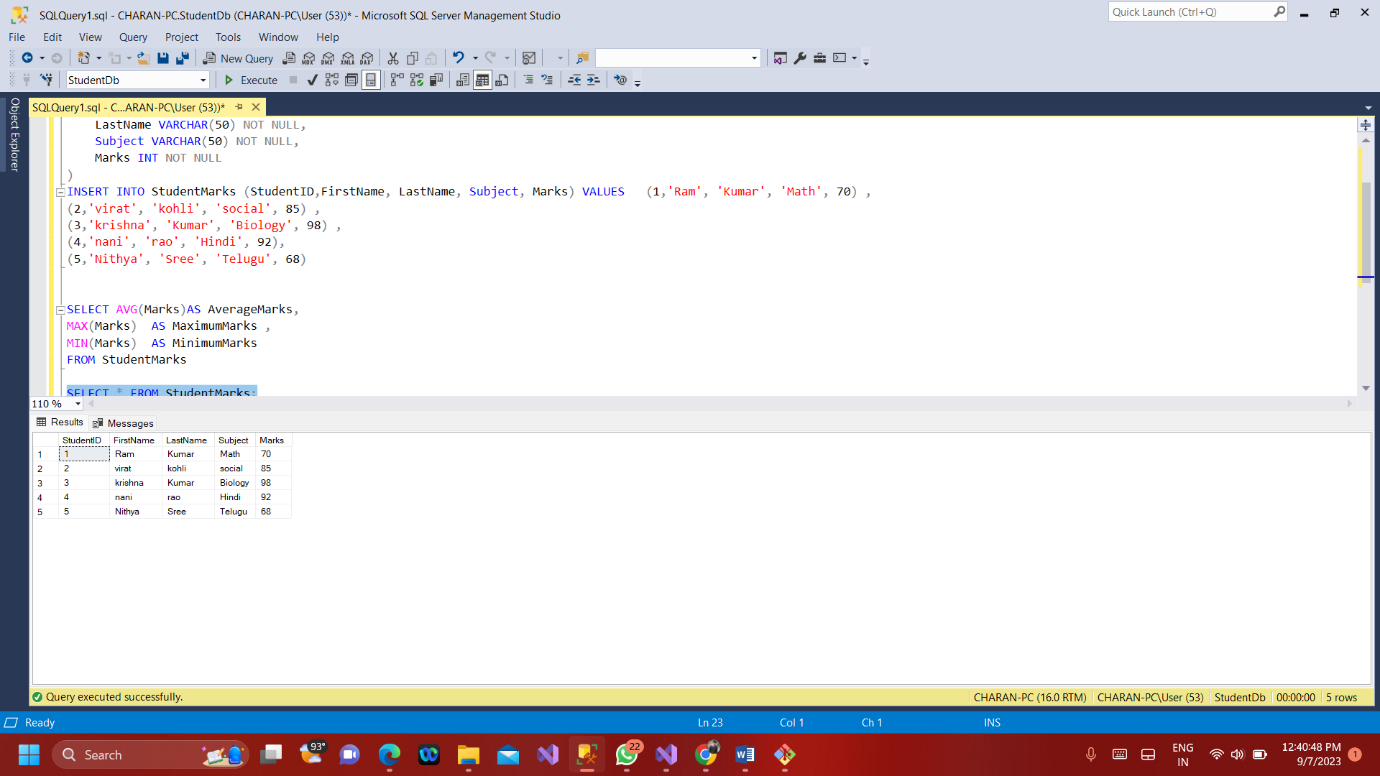 SQLQuery1.sql - CHARAN-PC.StudentDb (CHARAN-PC\User (53))* - Microsoft SQL Server Management Studio
Quick Launch (Ctrl+Q)
File Edit View Query Project Tools Window Help
New Query
StudentDb Execute
Object Explorer
SQLQuery1.sql - C...ARAN-PC\User (53))*
LastName VARCHAR(50) NOT NULL,
Subject VARCHAR(50) NOT NULL,
Marks INT NOT NULL
)
INSERT INTO StudentMarks (StudentID,FirstName, LastName, Subject, Marks) VALUES (1,'Ram', 'Kumar', 'Math', 70) ,
(2,'virat', 'kohli', 'social', 85) ,
(3,'krishna', 'Kumar', 'Biology', 98) ,
(4,'nani', 'rao', 'Hindi', 92),
(5,'Nithya', 'Sree', 'Telugu', 68)
SELECT AVG(Marks)AS AverageMarks,
MAX(Marks) AS MaximumMarks ,
MIN(Marks) AS MinimumMarks
FROM StudentMarks
SELECT * FROM StudentMarks;
110 %
Results Messages
StudentID FirstName LastName Subject Marks
1 1 Ram Kumar Math 70
2 2 virat kohli social 85
3 3 krishna Kumar Biology 98
4 4 nani rao Hindi 92
5 5 Nithya Sree Telugu 68
Query executed successfully. CHARAN-PC (16.0 RTM) CHARAN-PC\User (53) StudentDb 00:00:00 5 rows
Ready Ln 23 Col 1 Ch 1 INS
Search 93° 22 ENG IN 12:40:48 PM 9/7/2023 1